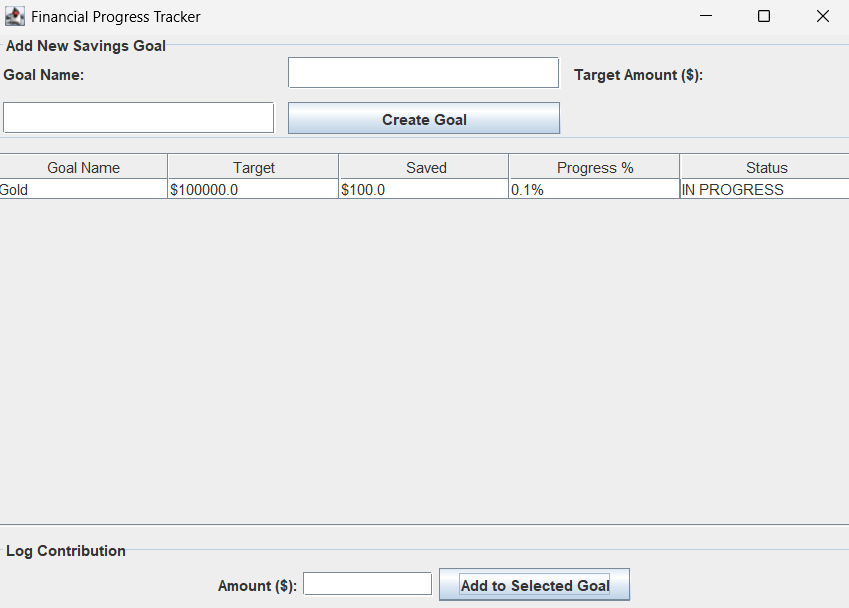 Financial Progress Tracker
Add New Savings Goal
Goal Name: Target Amount ($):
Create Goal
Goal Name Target Saved Progress % Status
Gold $100000.0 $100.0 0.1% IN PROGRESS
Log Contribution
Amount ($): Add to Selected Goal